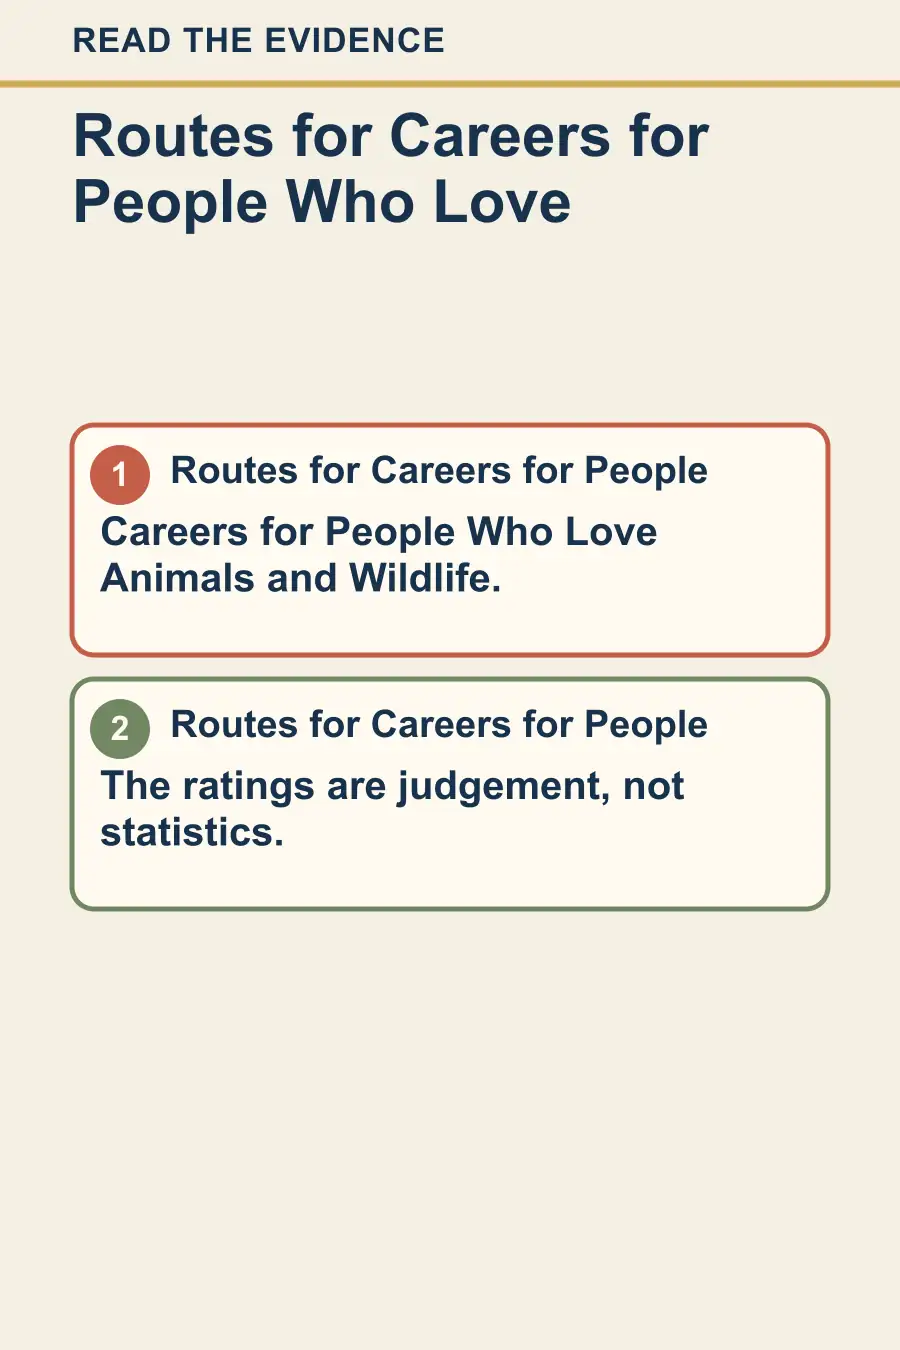 READ THE EVIDENCE
Routes for Careers for
People Who Love
1 Routes for Careers for People
Careers for People Who Love
Animals and Wildlife.
2 Routes for Careers for People
The ratings are judgement, not
statistics.